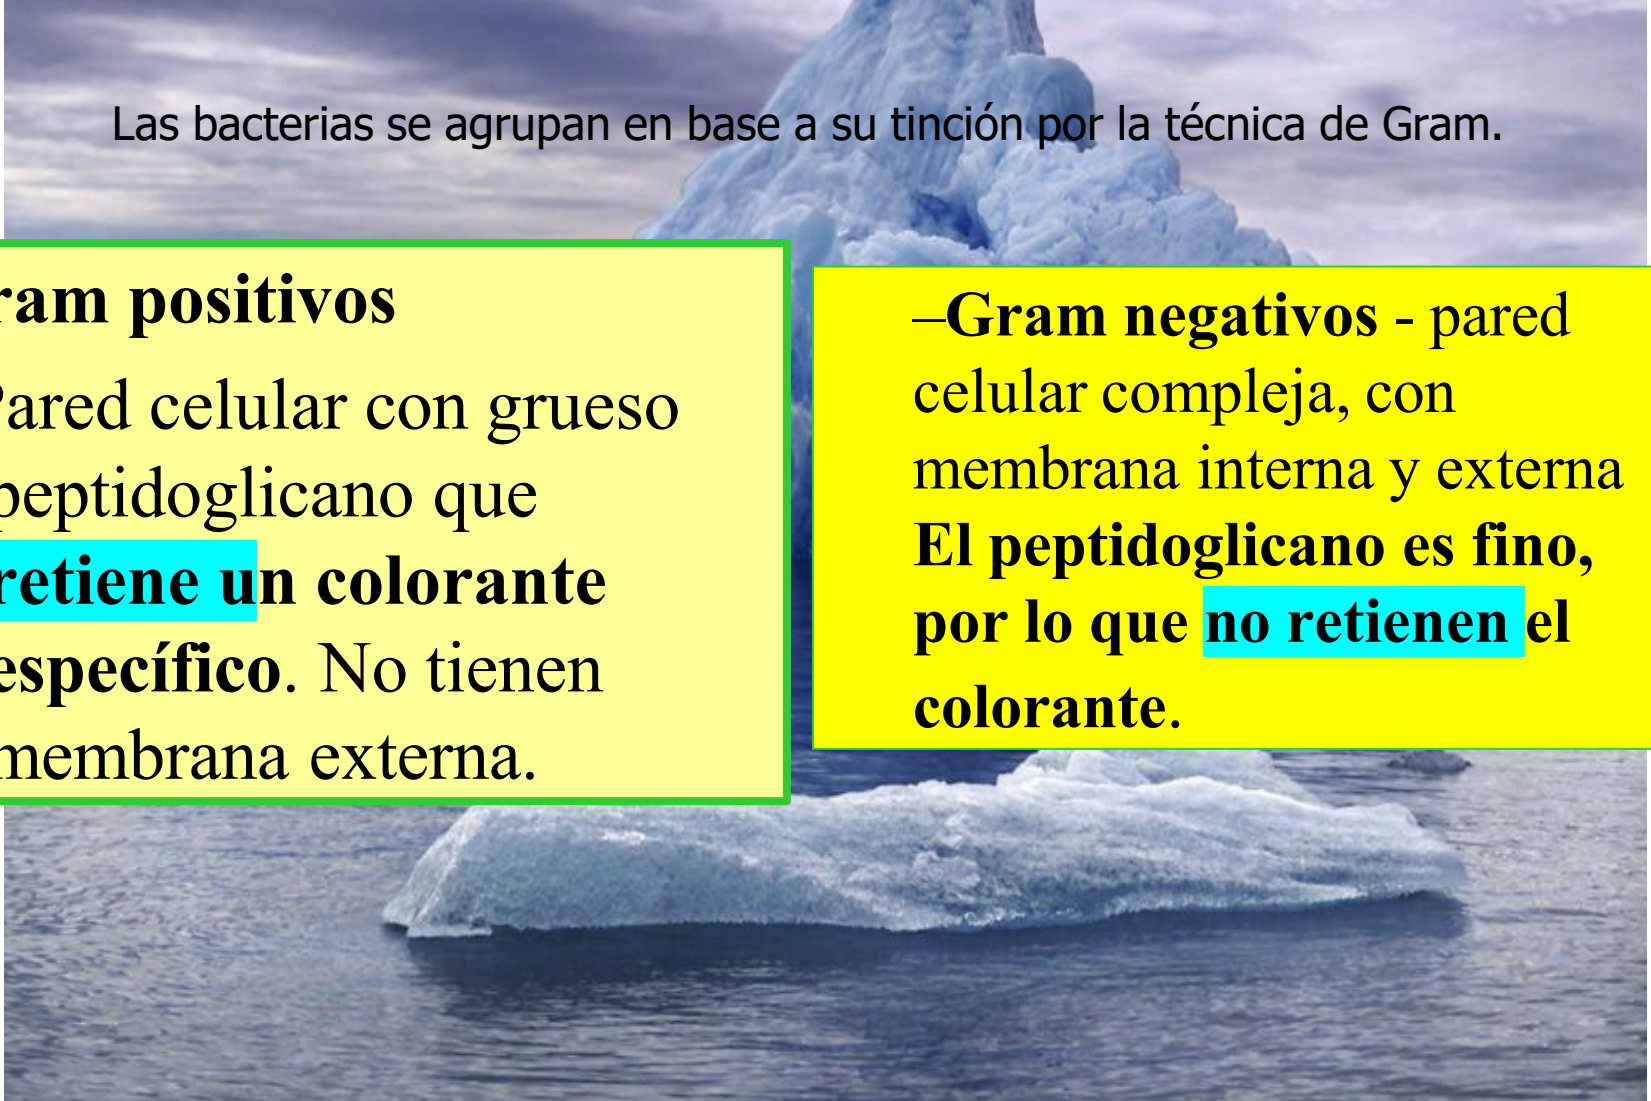 Las bacterias se agrupan en base a su tinción por la técnica de Gram.
ram positivos
Pared celular con grueso
peptidoglicano que
retiene un colorante
específico. No tienen
membrana externa.
–Gram negativos - pared
celular compleja, con
membrana interna y externa
El peptidoglicano es fino,
por lo que no retienen el
colorante.